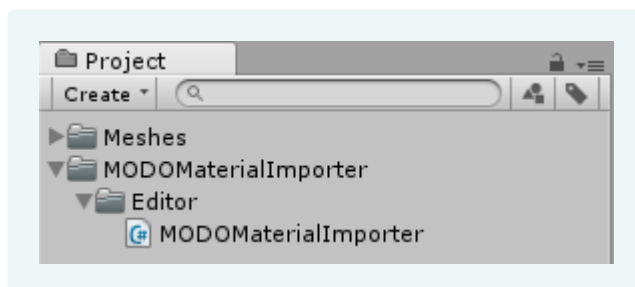 Project
Create
Meshes
MODOMaterialImporter
Editor
MODOMaterialImporter